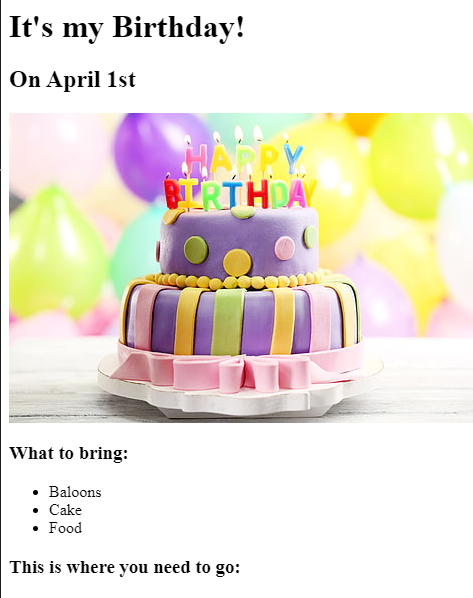 It's my Birthday!
On April 1st
HAPPY
BIRTHDAY
What to bring:
Baloons
Cake
Food
This is where you need to go: